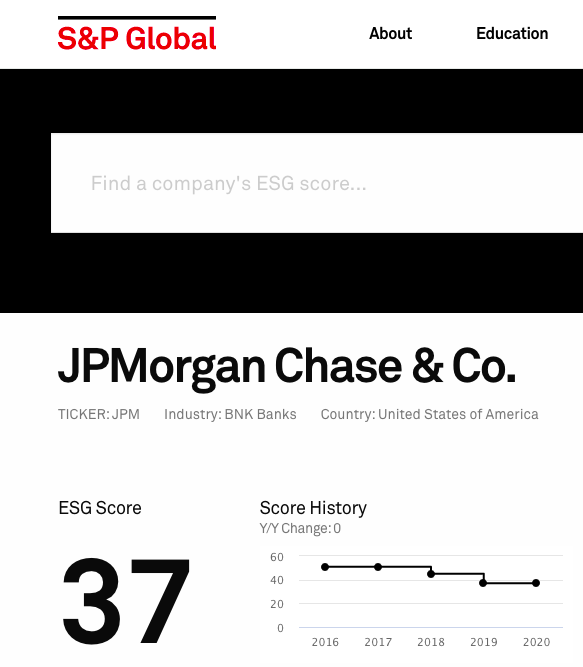 S&P Global
About
Education
Find a company's ESG score...
JPMorgan Chase & Co.
TICKER: JPM Industry: BNK Banks Country: United States of America
ESG Score
37
Score History
Y/Y Change: 0
60
40
20
0
2016 2017 2018 2019 2020